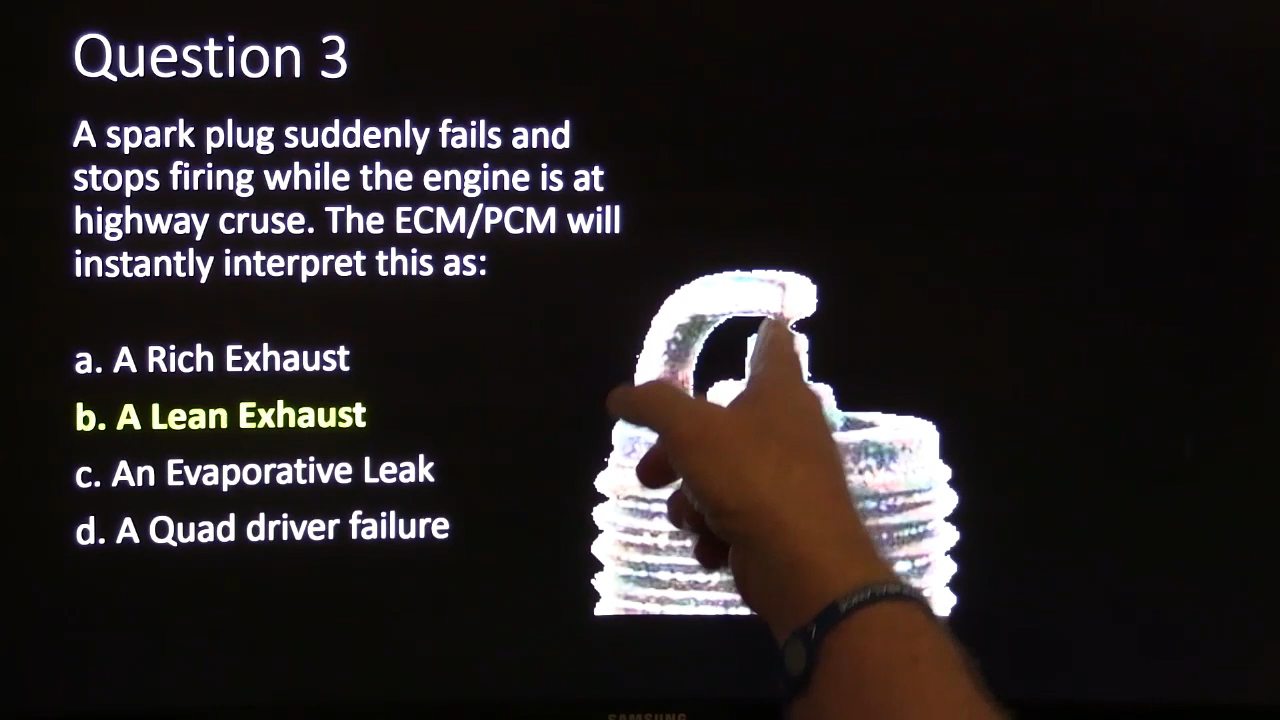 Question 3
A spark plug suddenly fails and
stops firing while the engine is at
highway cruse. The ECM/PCM will
instantly interpret this as:
a. A Rich Exhaust
b. A Lean Exhaust
c. An Evaporative Leak
d. A Quad driver failure
SAMSUNG